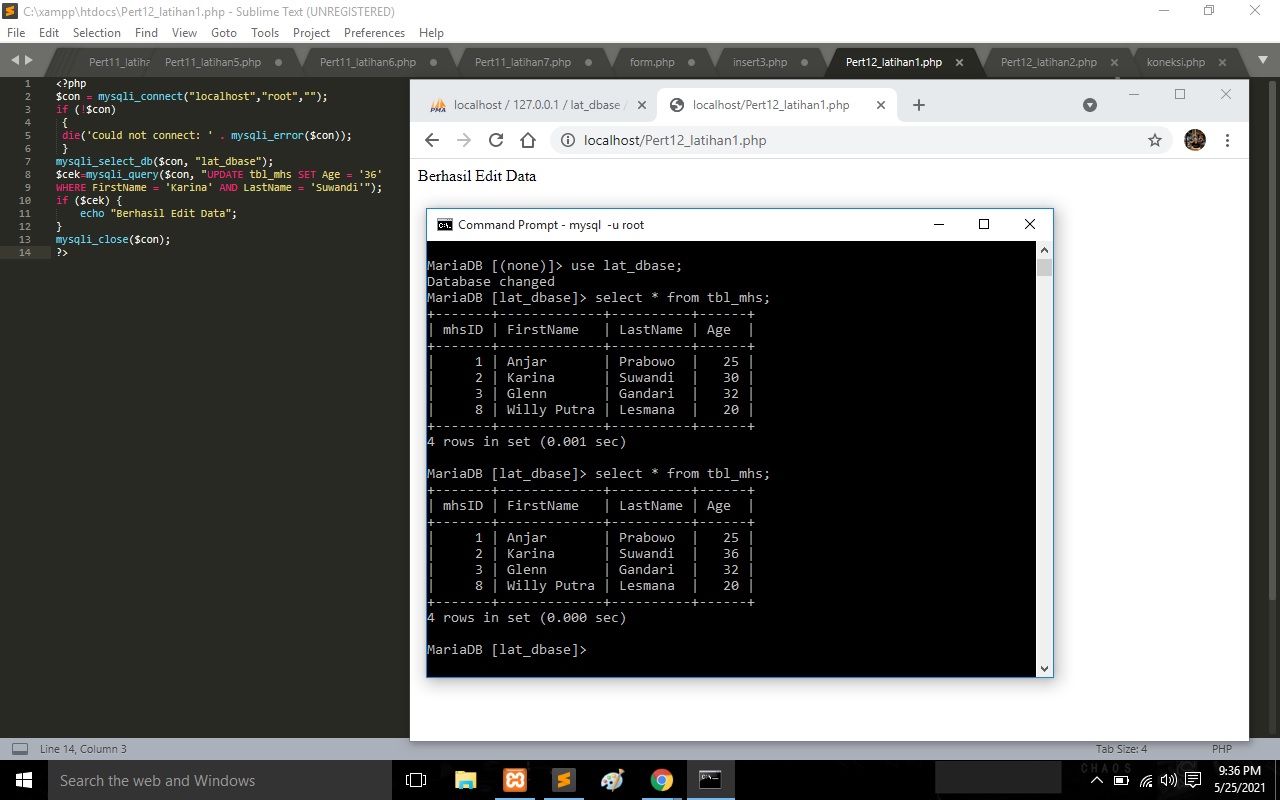 C:\xampp\htdocs\Pert12_latihan1.php - Sublime Text (UNREGISTERED)
File Edit Selection Find View Goto Tools Project Preferences Help
Pert11_latiha Pert11_latihan5.php Pert11_latihan6.php Pert11_latihan7.php form.php insert3.php Pert12_latihan1.php Pert12_latihan2.php koneksi.php
1 <?php
2 $con = mysqli_connect("localhost","root","");
3 if (!$con)
4 {
5 die('Could not connect: ' . mysqli_error($con));
6 }
7 mysqli_select_db($con, "lat_dbase");
8 $cek=mysqli_query($con, "UPDATE tbl_mhs SET Age = '36'
9 WHERE FirstName = 'Karina' AND LastName = 'Suwandi'");
10 if ($cek) {
11 echo "Berhasil Edit Data";
12 }
13 mysqli_close($con);
14 ?>
PMA localhost / 127.0.0.1 / lat_dbase / localhost/Pert12_latihan1.php
localhost/Pert12_latihan1.php
Berhasil Edit Data
Command Prompt - mysql -u root
MariaDB [(none)]> use lat_dbase;
Database changed
MariaDB [lat_dbase]> select * from tbl_mhs;
+-------+-------------+----------+------+
| mhsID | FirstName | LastName | Age |
+-------+-------------+----------+------+
| 1 | Anjar | Prabowo | 25 |
| 2 | Karina | Suwandi | 30 |
| 3 | Glenn | Gandari | 32 |
| 8 | Willy Putra | Lesmana | 20 |
+-------+-------------+----------+------+
4 rows in set (0.001 sec)
MariaDB [lat_dbase]> select * from tbl_mhs;
+-------+-------------+----------+------+
| mhsID | FirstName | LastName | Age |
+-------+-------------+----------+------+
| 1 | Anjar | Prabowo | 25 |
| 2 | Karina | Suwandi | 36 |
| 3 | Glenn | Gandari | 32 |
| 8 | Willy Putra | Lesmana | 20 |
+-------+-------------+----------+------+
4 rows in set (0.000 sec)
MariaDB [lat_dbase]>
Line 14, Column 3 Tab Size: 4 PHP
Search the web and Windows
CHAOS
9:36 PM
5/25/2021